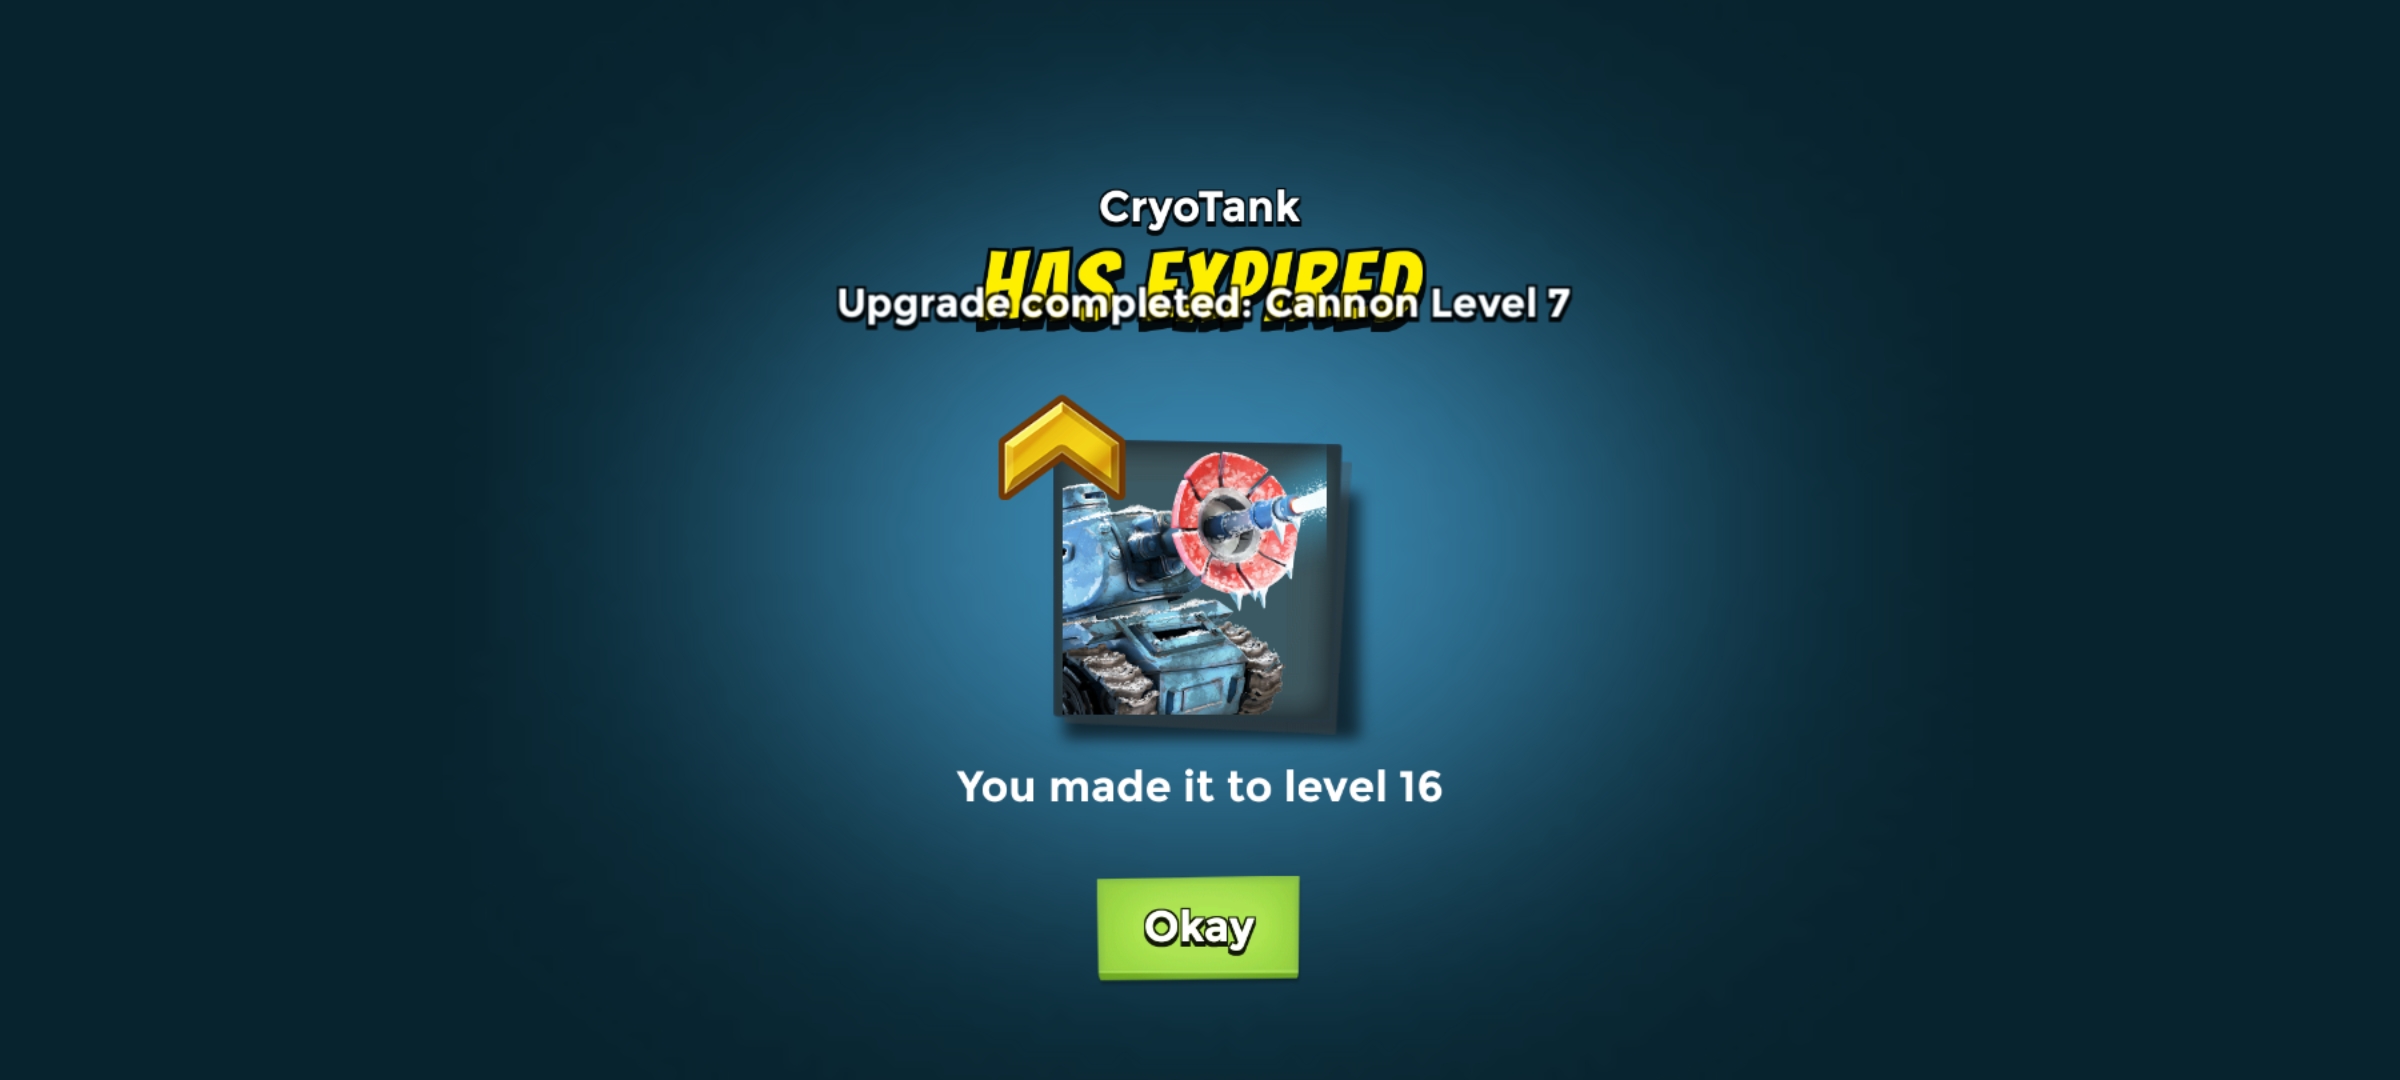 CryoTank
HAS EXPIRED
Upgrade completed: Cannon Level 7
You made it to level 16
Okay